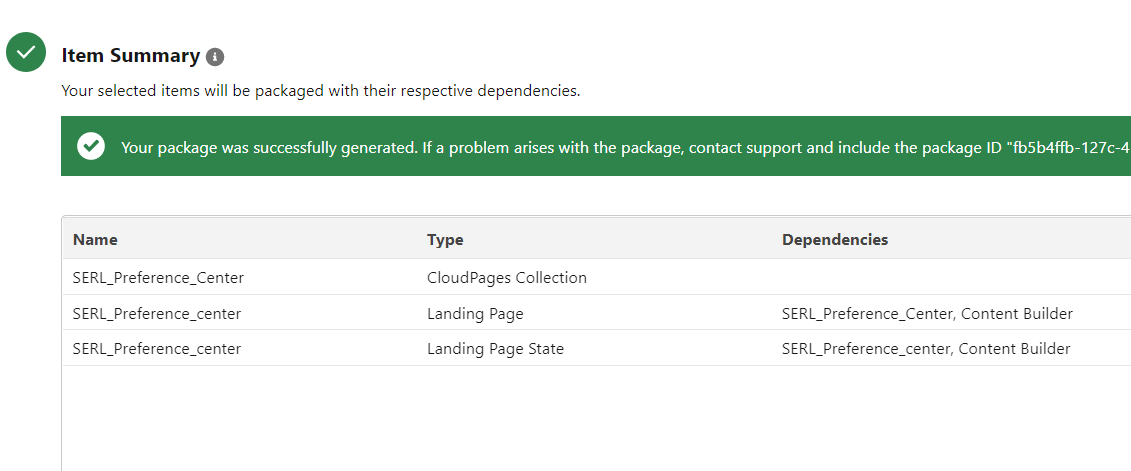 Item Summary
Your selected items will be packaged with their respective dependencies.
Your package was successfully generated. If a problem arises with the package, contact support and include the package ID "fb5b4ffb-127c-4
Name Type Dependencies
SERL_Preference_Center CloudPages Collection
SERL_Preference_center Landing Page SERL_Preference_Center, Content Builder
SERL_Preference_center Landing Page State SERL_Preference_center, Content Builder